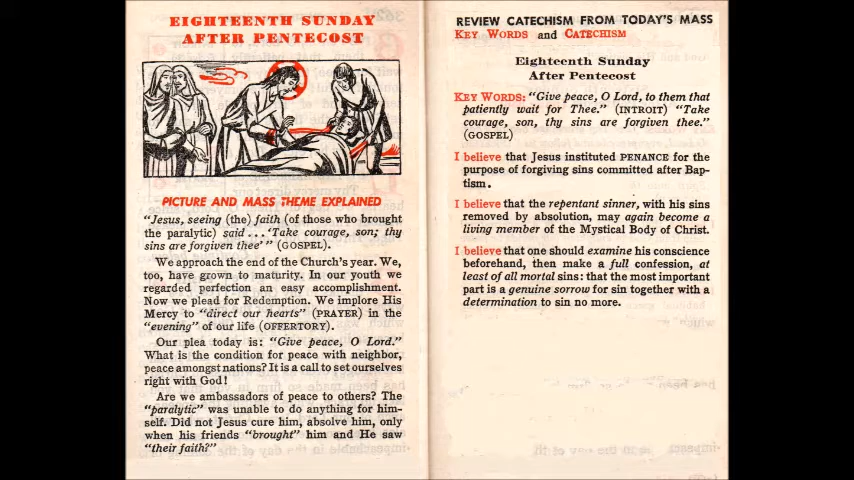 EIGHTEENTH SUNDAY
AFTER PENTECOST
PICTURE AND MASS THEME EXPLAINED
“Jesus, seeing (the) faith (of those who brought
the paralytic) said . . . ‘Take courage, son; thy
sins are forgiven thee’ ” (GOSPEL).
We approach the end of the Church’s year. We,
too, have grown to maturity. In our youth we
regarded perfection an easy accomplishment.
Now we plead for Redemption. We implore His
Mercy to “direct our hearts” (PRAYER) in the
“evening” of our life (OFFERTORY).
Our plea today is: “Give peace, O Lord.”
What is the condition for peace with neighbor,
peace amongst nations? It is a call to set ourselves
right with God!
Are we ambassadors of peace to others? The
“paralytic” was unable to do anything for him-
self. Did not Jesus cure him, absolve him, only
when his friends “brought” him and He saw
“their faith?”
REVIEW CATECHISM FROM TODAY’S MASS
KEY WORDS and CATECHISM
Eighteenth Sunday
After Pentecost
KEY WORDS: “Give peace, O Lord, to them that
patiently wait for Thee.” (INTROIT) “Take
courage, son, thy sins are forgiven thee.”
(GOSPEL)
I believe that Jesus instituted PENANCE for the
purpose of forgiving sins committed after Bap-
tism.
I believe that the repentant sinner, with his sins
removed by absolution, may again become a
living member of the Mystical Body of Christ.
I believe that one should examine his conscience
beforehand, then make a full confession, at
least of all mortal sins: that the most important
part is a genuine sorrow for sin together with a
determination to sin no more.